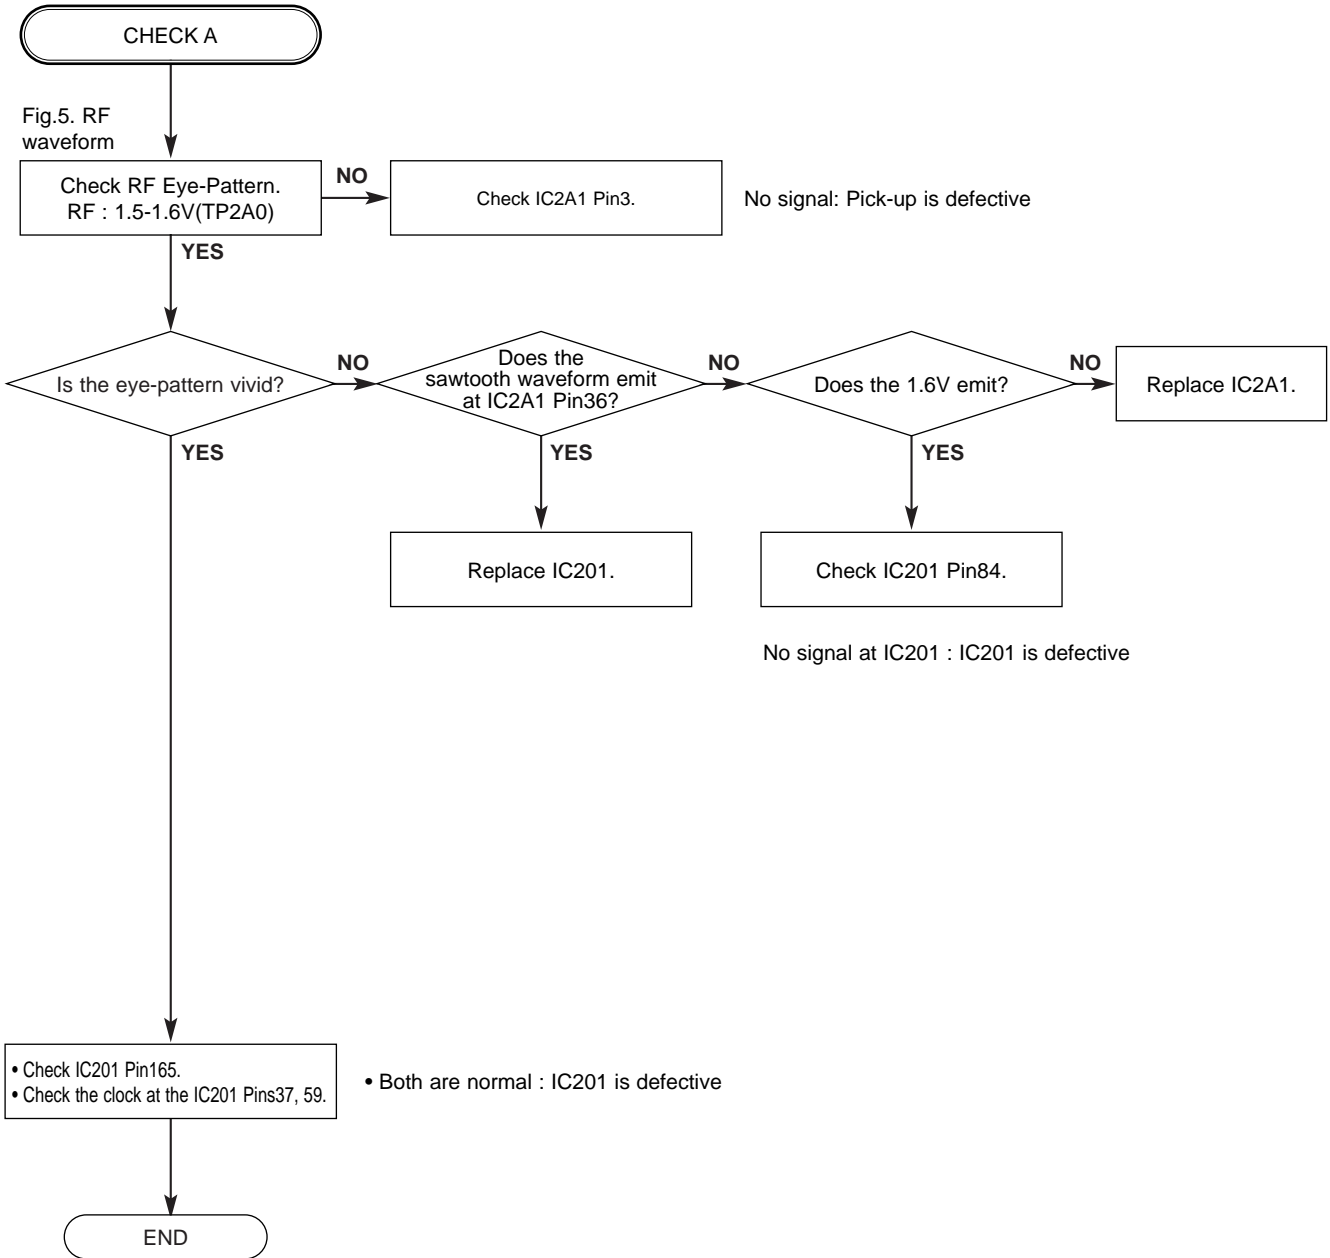 CHECK A
Fig.5. RF
waveform
Check RF Eye-Pattern.
RF : 1.5-1.6V(TP2A0)
NO
Check IC2A1 Pin3.
No signal: Pick-up is defective
YES
Is the eye-pattern vivid?
NO
Does the
sawtooth waveform emit
at IC2A1 Pin36?
NO
Does the 1.6V emit?
NO
Replace IC2A1.
YES
YES
YES
Replace IC201.
Check IC201 Pin84.
No signal at IC201 : IC201 is defective
• Check IC201 Pin165.
• Check the clock at the IC201 Pins37, 59.
• Both are normal : IC201 is defective
END